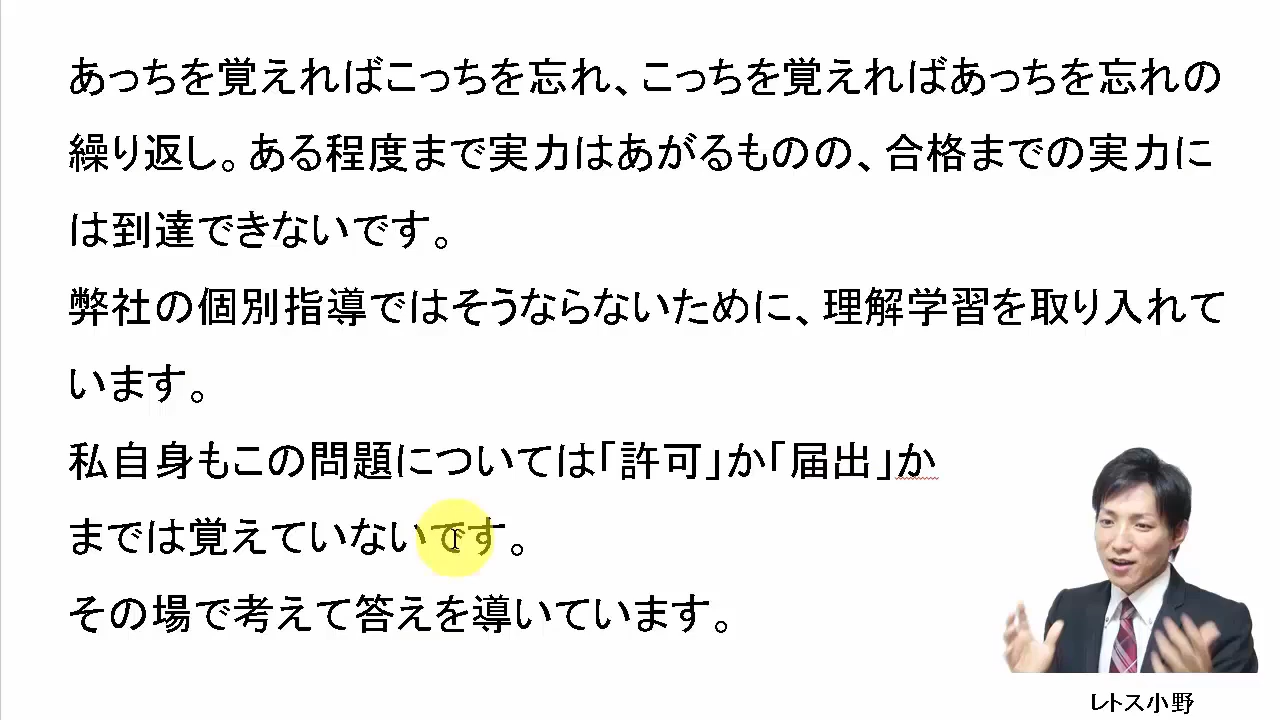 あっちを覚えればこっちを忘れ、こっちを覚えればあっちを忘れの
繰り返し。ある程度まで実力はあがるものの、合格までの実力に
は到達できないです。
弊社の個別指導ではそうならないために、理解学習を取り入れて
います。
私自身もこの問題については「許可」か「届出」か
までは覚えていないです。
その場で考えて答えを導いています。
レトス小野